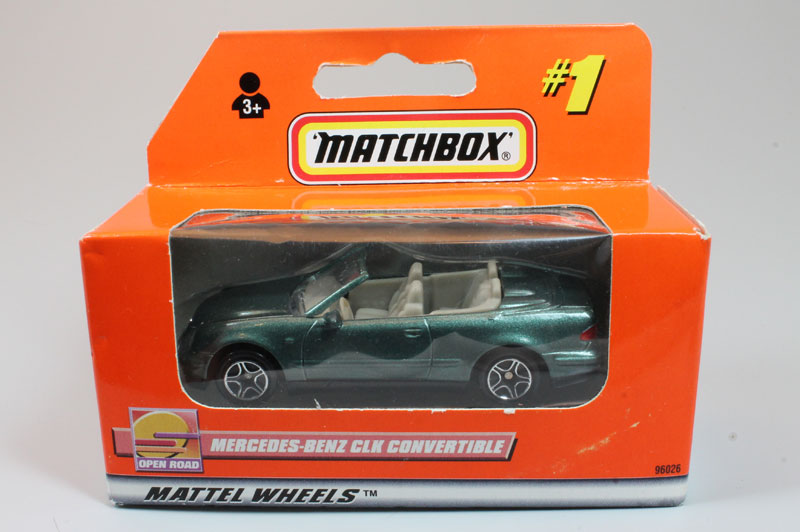 #1
3+
'MATCHBOX'®
MERCEDES-BENZ CLK CONVERTIBLE
OPEN ROAD
96026
MATTEL WHEELS™